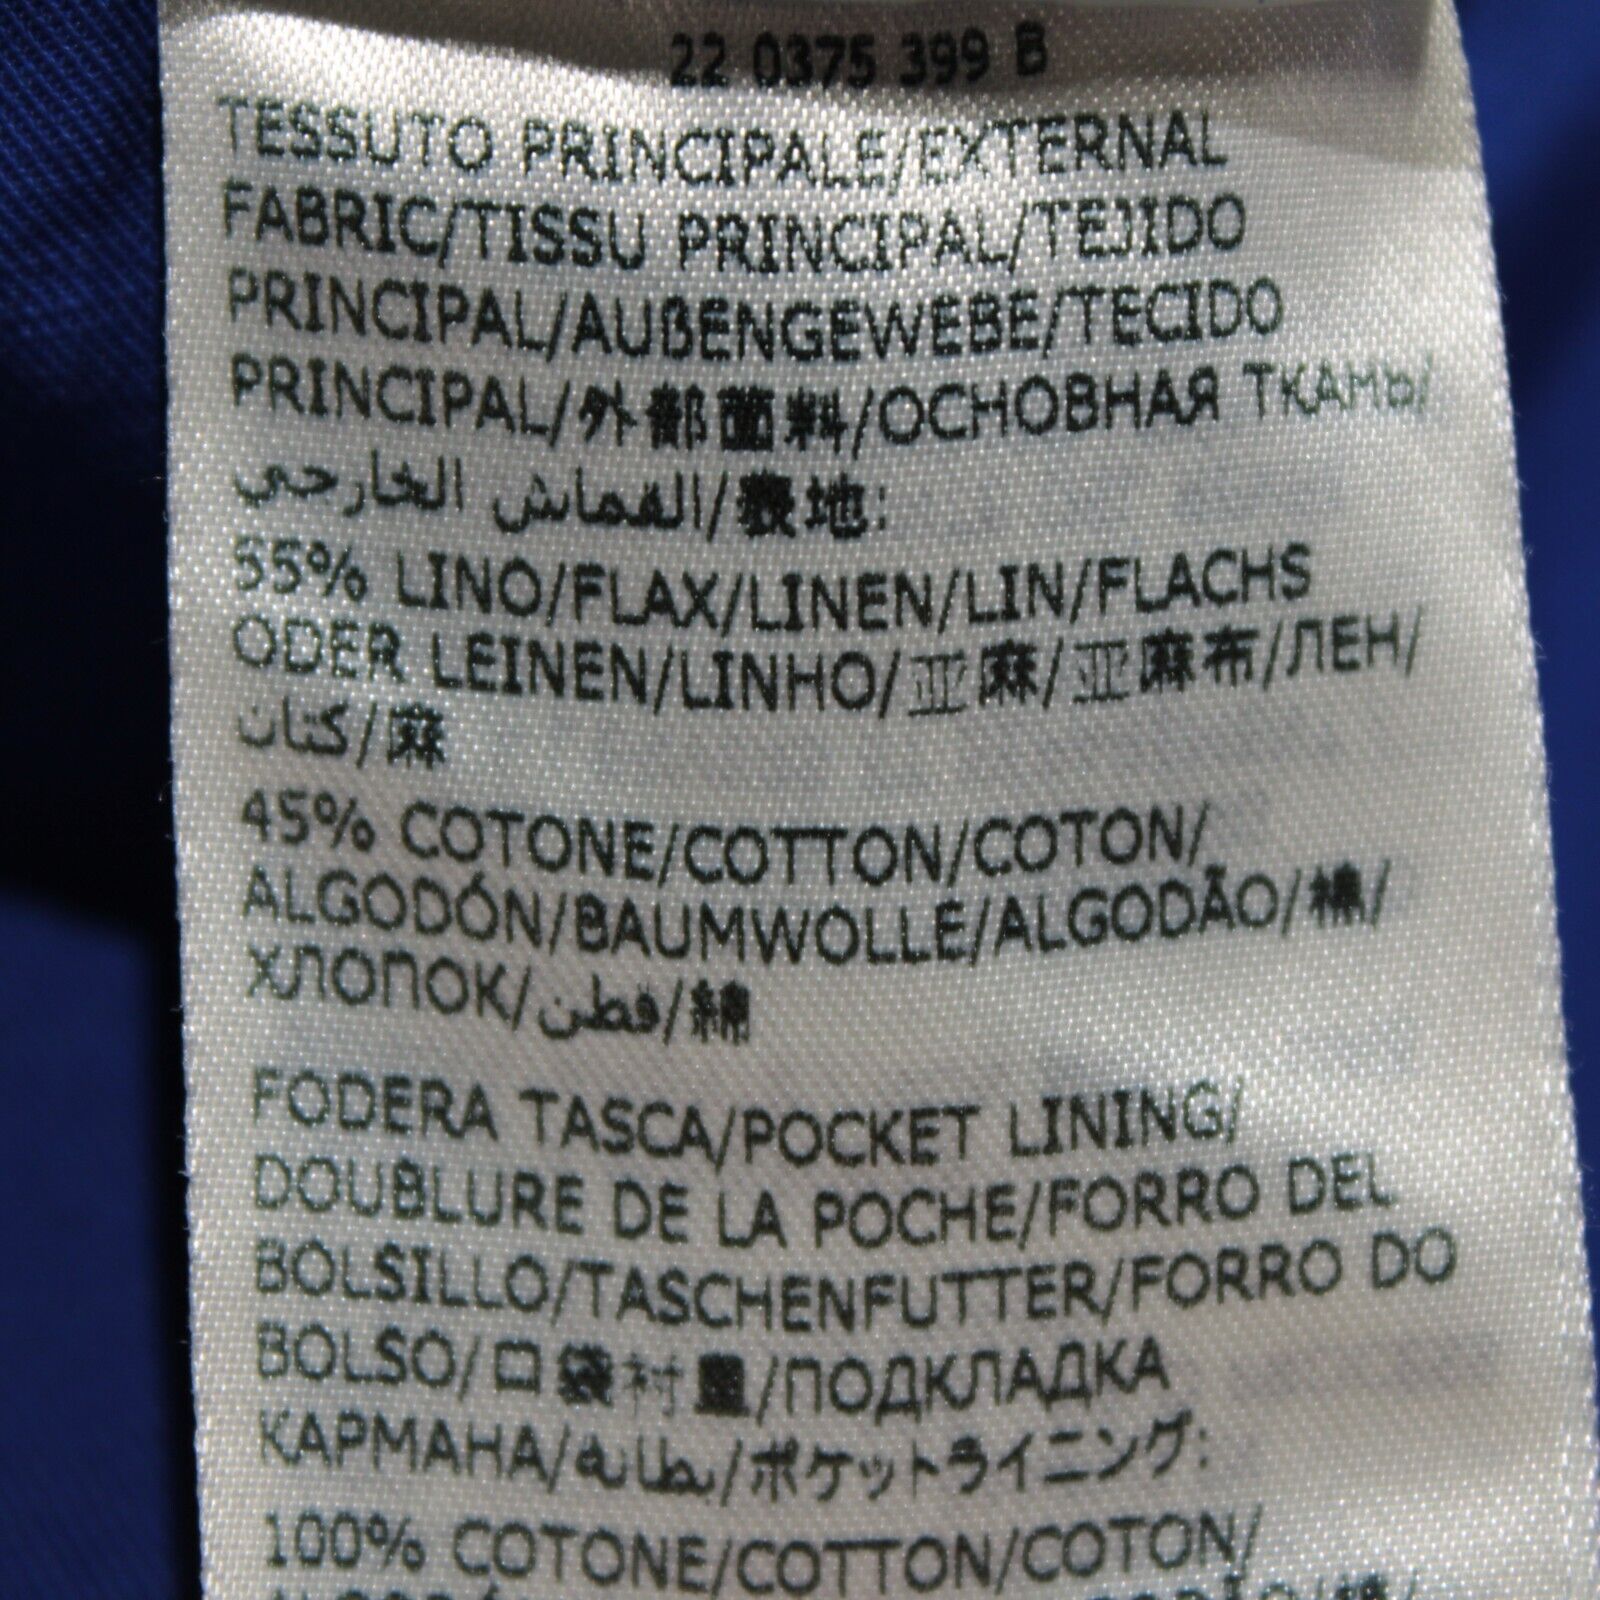 22 0375 399 B
TESSUTO PRINCIPALE/EXTERNAL
FABRIC/TISSU PRINCIPAL/TEJIDO
PRINCIPAL/AUßENGEWEBE/TECIDO
PRINCIPAL/外部面料/ОСНОВНАЯ ТКАНЬ/
القماش الخارجي/表地:
55% LINO/FLAX/LINEN/LIN/FLACHS
ODER LEINEN/LINHO/亚麻/亚麻布/ЛЕН/
كتان/麻
45% COTONE/COTTON/COTON/
ALGODÓN/BAUMWOLLE/ALGODÃO/棉/
ХЛОПОК/قطن/綿
FODERA TASCA/POCKET LINING/
DOUBLURE DE LA POCHE/FORRO DEL
BOLSILLO/TASCHENFUTTER/FORRO DO
BOLSO/口袋衬里/ПОДКЛАДКА
КАРМАНА/بطانة/ポケットライニング:
100% COTONE/COTTON/COTON/